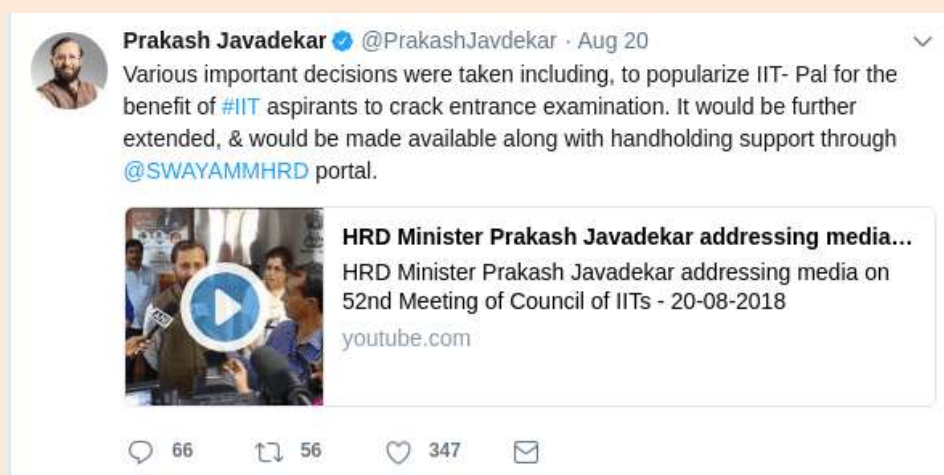 Prakash Javadekar @PrakashJavdekar · Aug 20
Various important decisions were taken including, to popularize IIT- Pal for the
benefit of #IIT aspirants to crack entrance examination. It would be further
extended, & would be made available along with handholding support through
@SWAYAMMHRD portal.
HRD Minister Prakash Javadekar addressing media...
HRD Minister Prakash Javadekar addressing media on
52nd Meeting of Council of IITs - 20-08-2018
youtube.com
ANI
66 56 347